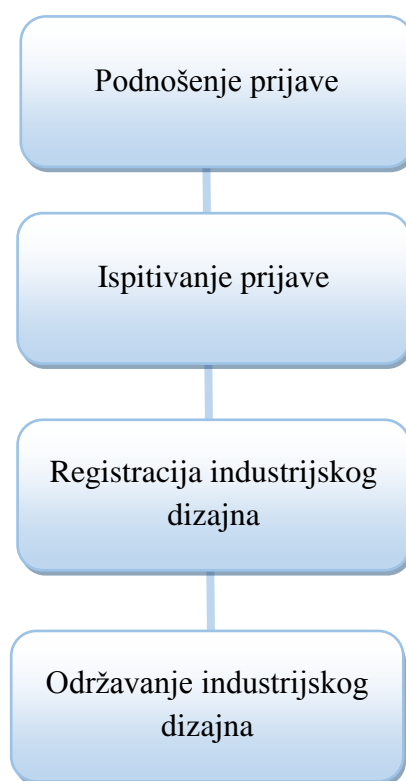 Podnošenje prijave
Ispitivanje prijave
Registracija industrijskog
dizajna
Održavanje industrijskog
dizajna